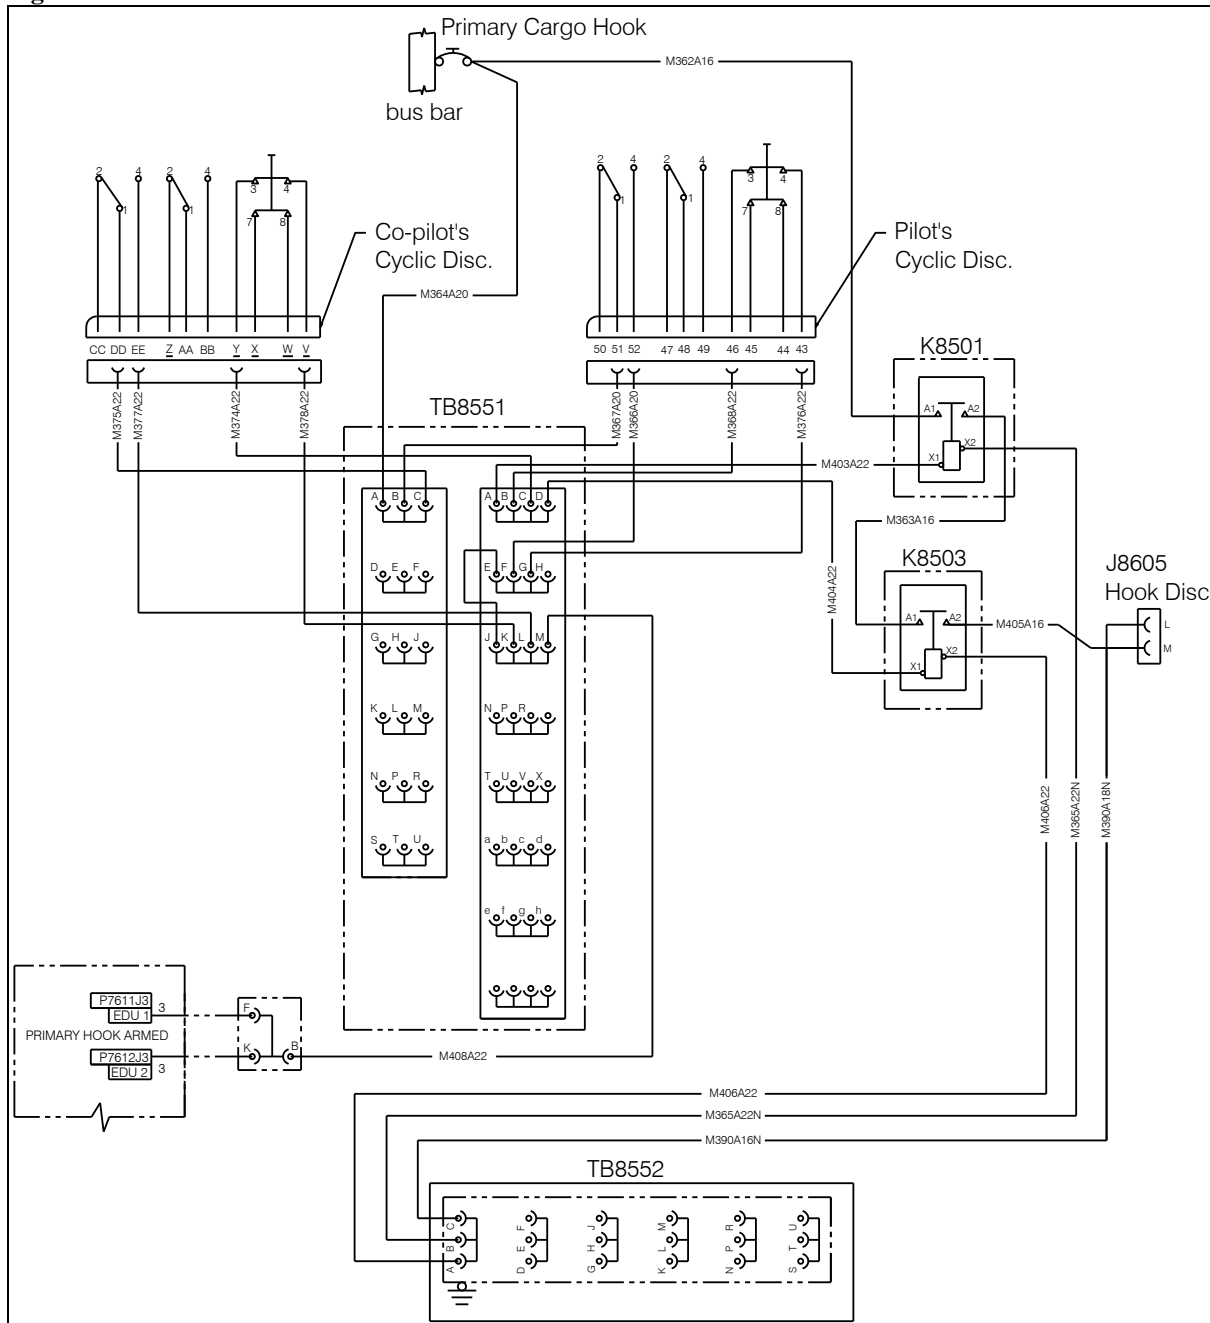 Primary Cargo Hook
M362A16
bus bar
2 4 2 4
1 1
3 4
7 8
Co-pilot's
Cyclic Disc.
M364A20
2 4 2 4
1 1
3 4
7 8
Pilot's
Cyclic Disc.
CC DD EE Z AA BB Y X W V
50 51 52 47 48 49 46 45 44 43
M375A22
M377A22
M374A22
M378A22
M367A20
M366A20
M368A22
M376A22
K8501
A1 A2
X1 X2
TB8551
M403A22
M363A16
A B C
A B C D
D E F
E F G H
G H J
J K L M
K L M
N P R
N P R
T U V X
S T U
a b c d
e f g h
M404A22
K8503
A1 A2
X1 X2
M405A16
J8605
Hook Disc
L
M
M406A22
M365A22N
M390A18N
P7611J3
EDU 1
3
PRIMARY HOOK ARMED
P7612J3
EDU 2
3
F
K
B
M408A22
M406A22
M365A22N
M390A16N
TB8552
C F J M R U
B E H L P T
A D G K N S